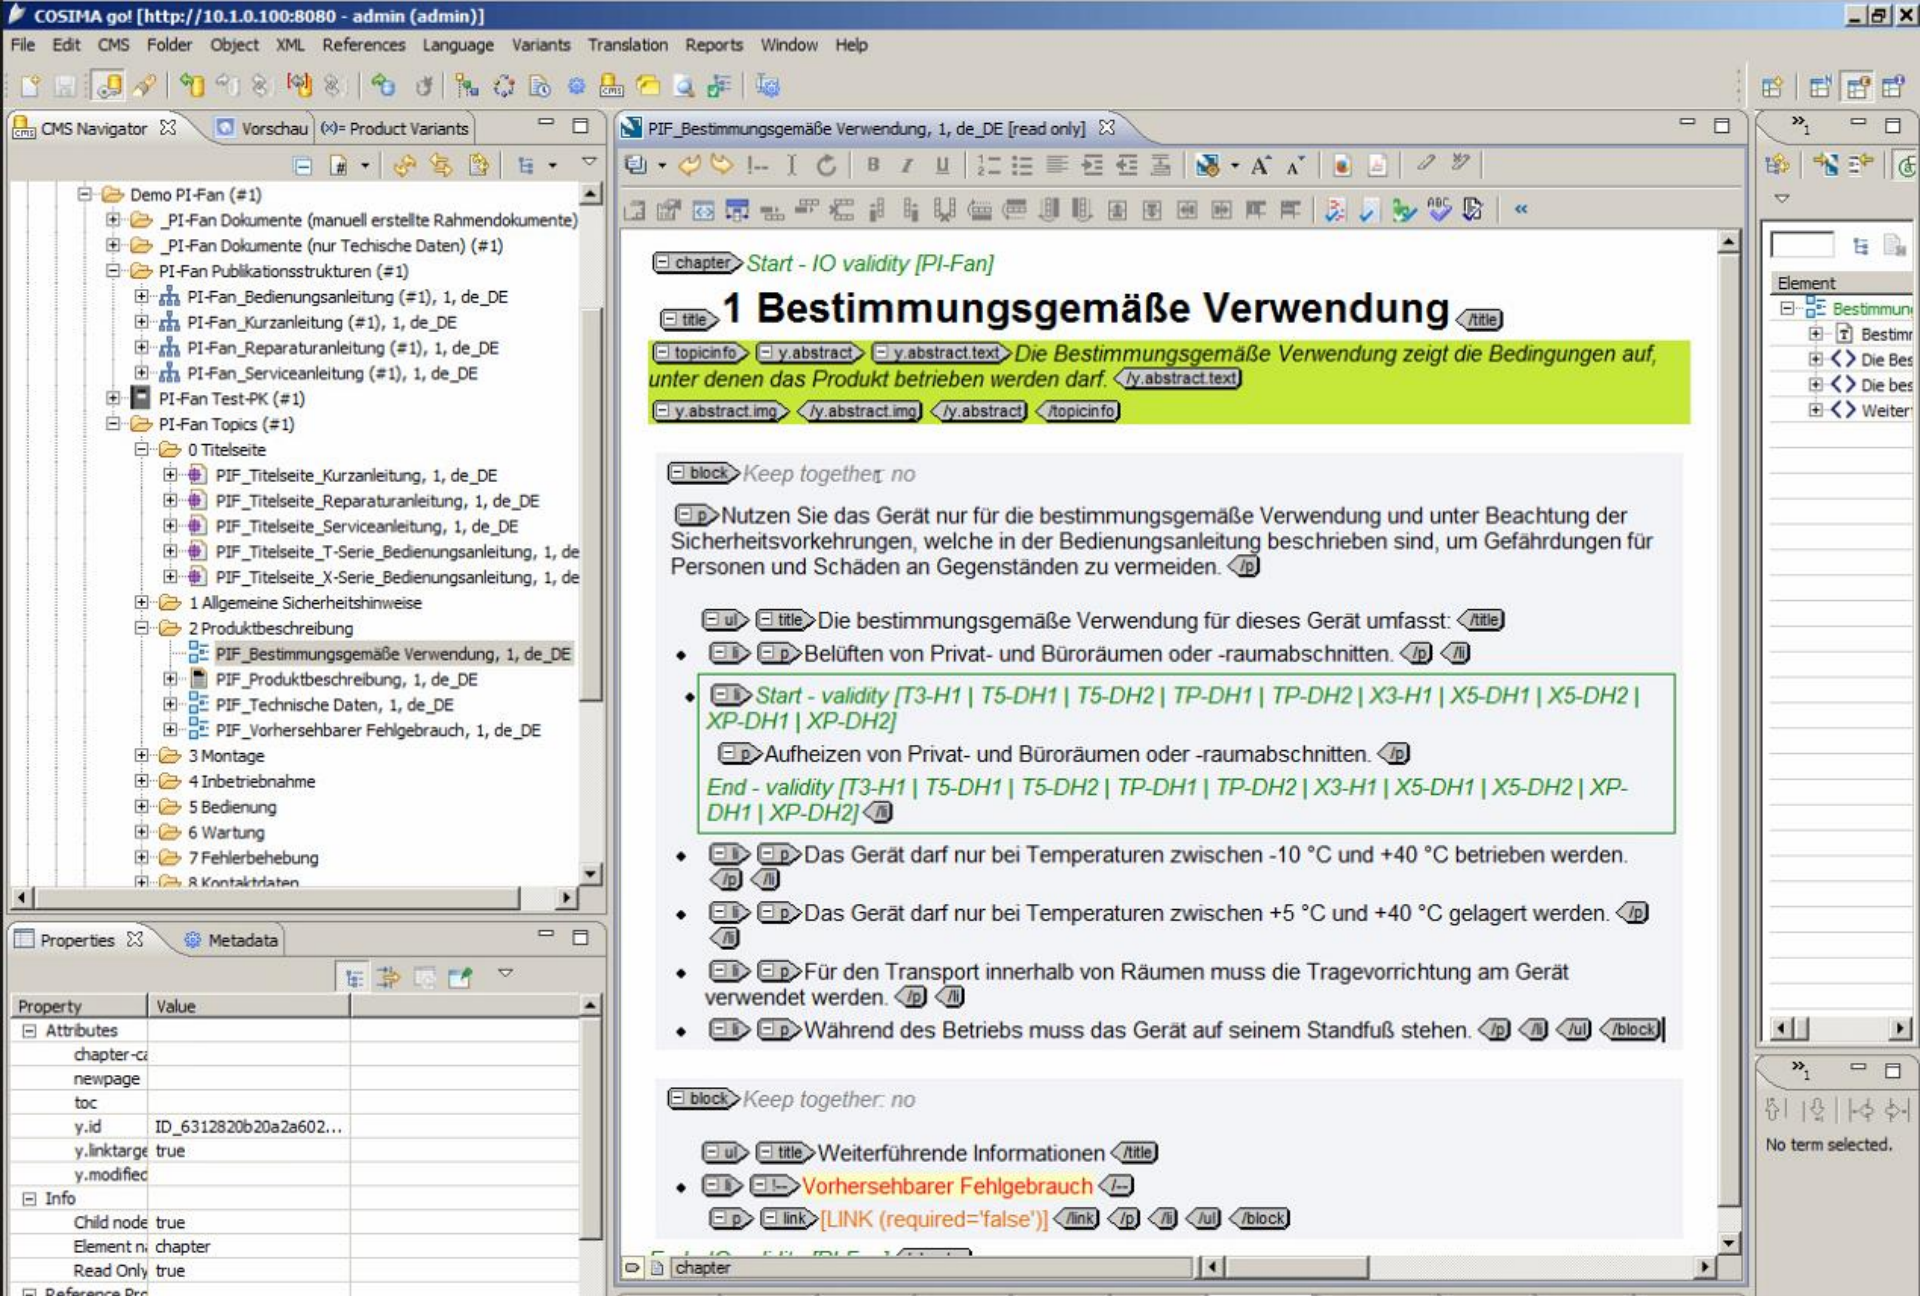 COSIMA go! [http://10.1.0.100:8080 - admin (admin)]
File Edit CMS Folder Object XML References Language Variants Translation Reports Window Help
CMS Navigator Vorschau (x)= Product Variants
Demo PI-Fan (#1)
_PI-Fan Dokumente (manuell erstellte Rahmendokumente)
_PI-Fan Dokumente (nur Techische Daten) (#1)
PI-Fan Publikationsstrukturen (#1)
PI-Fan_Bedienungsanleitung (#1), 1, de_DE
PI-Fan_Kurzanleitung (#1), 1, de_DE
PI-Fan_Reparaturanleitung (#1), 1, de_DE
PI-Fan_Serviceanleitung (#1), 1, de_DE
PI-Fan Test-PK (#1)
PI-Fan Topics (#1)
0 Titelseite
PIF_Titelseite_Kurzanleitung, 1, de_DE
PIF_Titelseite_Reparaturanleitung, 1, de_DE
PIF_Titelseite_Serviceanleitung, 1, de_DE
PIF_Titelseite_T-Serie_Bedienungsanleitung, 1, de
PIF_Titelseite_X-Serie_Bedienungsanleitung, 1, de
1 Allgemeine Sicherheitshinweise
2 Produktbeschreibung
PIF_Bestimmungsgemäße Verwendung, 1, de_DE
PIF_Produktbeschreibung, 1, de_DE
PIF_Technische Daten, 1, de_DE
PIF_Vorhersehbarer Fehlgebrauch, 1, de_DE
3 Montage
4 Inbetriebnahme
5 Bedienung
6 Wartung
7 Fehlerbehebung
8 Kontaktdaten
Properties Metadata
Property Value
Attributes
chapter-ca
newpage
toc
y.id ID_6312820b20a2a602...
y.linktarge true
y.modified
Info
Child node true
Element n chapter
Read Only true
Reference Pro
PIF_Bestimmungsgemäße Verwendung, 1, de_DE [read only]
chapter Start - IO validity [PI-Fan]
title 1 Bestimmungsgemäße Verwendung /title
topicinfo y.abstract y.abstract.text Die Bestimmungsgemäße Verwendung zeigt die Bedingungen auf,
unter denen das Produkt betrieben werden darf. /y.abstract.text
y.abstract.img /y.abstract.img /y.abstract /topicinfo
block Keep together: no
p Nutzen Sie das Gerät nur für die bestimmungsgemäße Verwendung und unter Beachtung der
Sicherheitsvorkehrungen, welche in der Bedienungsanleitung beschrieben sind, um Gefährdungen für
Personen und Schäden an Gegenständen zu vermeiden. /p
ul title Die bestimmungsgemäße Verwendung für dieses Gerät umfasst: /title
li p Belüften von Privat- und Büroräumen oder -raumabschnitten. /p /li
li Start - validity [T3-H1 | T5-DH1 | T5-DH2 | TP-DH1 | TP-DH2 | X3-H1 | X5-DH1 | X5-DH2 |
XP-DH1 | XP-DH2]
p Aufheizen von Privat- und Büroräumen oder -raumabschnitten. /p
End - validity [T3-H1 | T5-DH1 | T5-DH2 | TP-DH1 | TP-DH2 | X3-H1 | X5-DH1 | X5-DH2 | XP-
DH1 | XP-DH2] /li
li p Das Gerät darf nur bei Temperaturen zwischen -10 °C und +40 °C betrieben werden.
/p /li
li p Das Gerät darf nur bei Temperaturen zwischen +5 °C und +40 °C gelagert werden. /p
/li
li p Für den Transport innerhalb von Räumen muss die Tragevorrichtung am Gerät
verwendet werden. /p /li
li p Während des Betriebs muss das Gerät auf seinem Standfuß stehen. /p /li /ul /block
block Keep together: no
ul title Weiterführende Informationen /title
li !-- Vorhersehbarer Fehlgebrauch /--
p link [LINK (required='false')] /link /p /li /ul /block
chapter
Element
Bestimmun
Bestimm
Die Bes
Die bes
Weiter
No term selected.